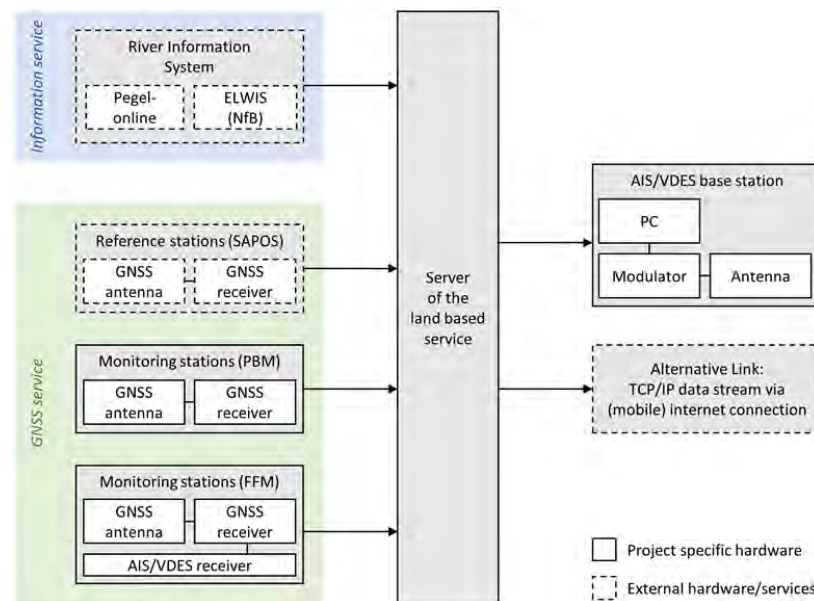 Information service
River Information
System
Pegel-
online
ELWIS
(NfB)
GNSS service
Reference stations (SAPOS)
GNSS
antenna
GNSS
receiver
Monitoring stations (PBM)
GNSS
antenna
GNSS
receiver
Monitoring stations (FFM)
GNSS
antenna
GNSS
receiver
AIS/VDES receiver
Server
of the
land based
service
AIS/VDES base station
PC
Modulator
Antenna
Alternative Link:
TCP/IP data stream via
(mobile) internet connection
Project specific hardware
External hardware/services